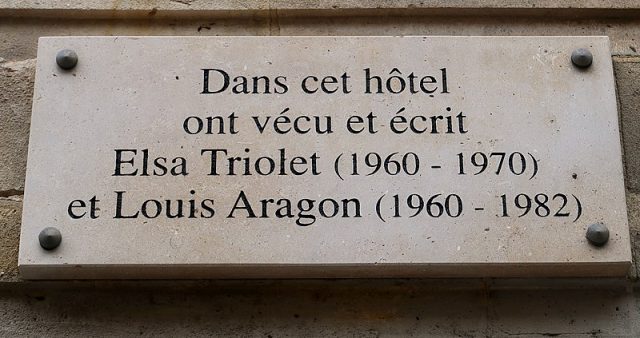 Dans cet hôtel
ont vécu et écrit
Elsa Triolet (1960 - 1970)
et Louis Aragon (1960 - 1982)